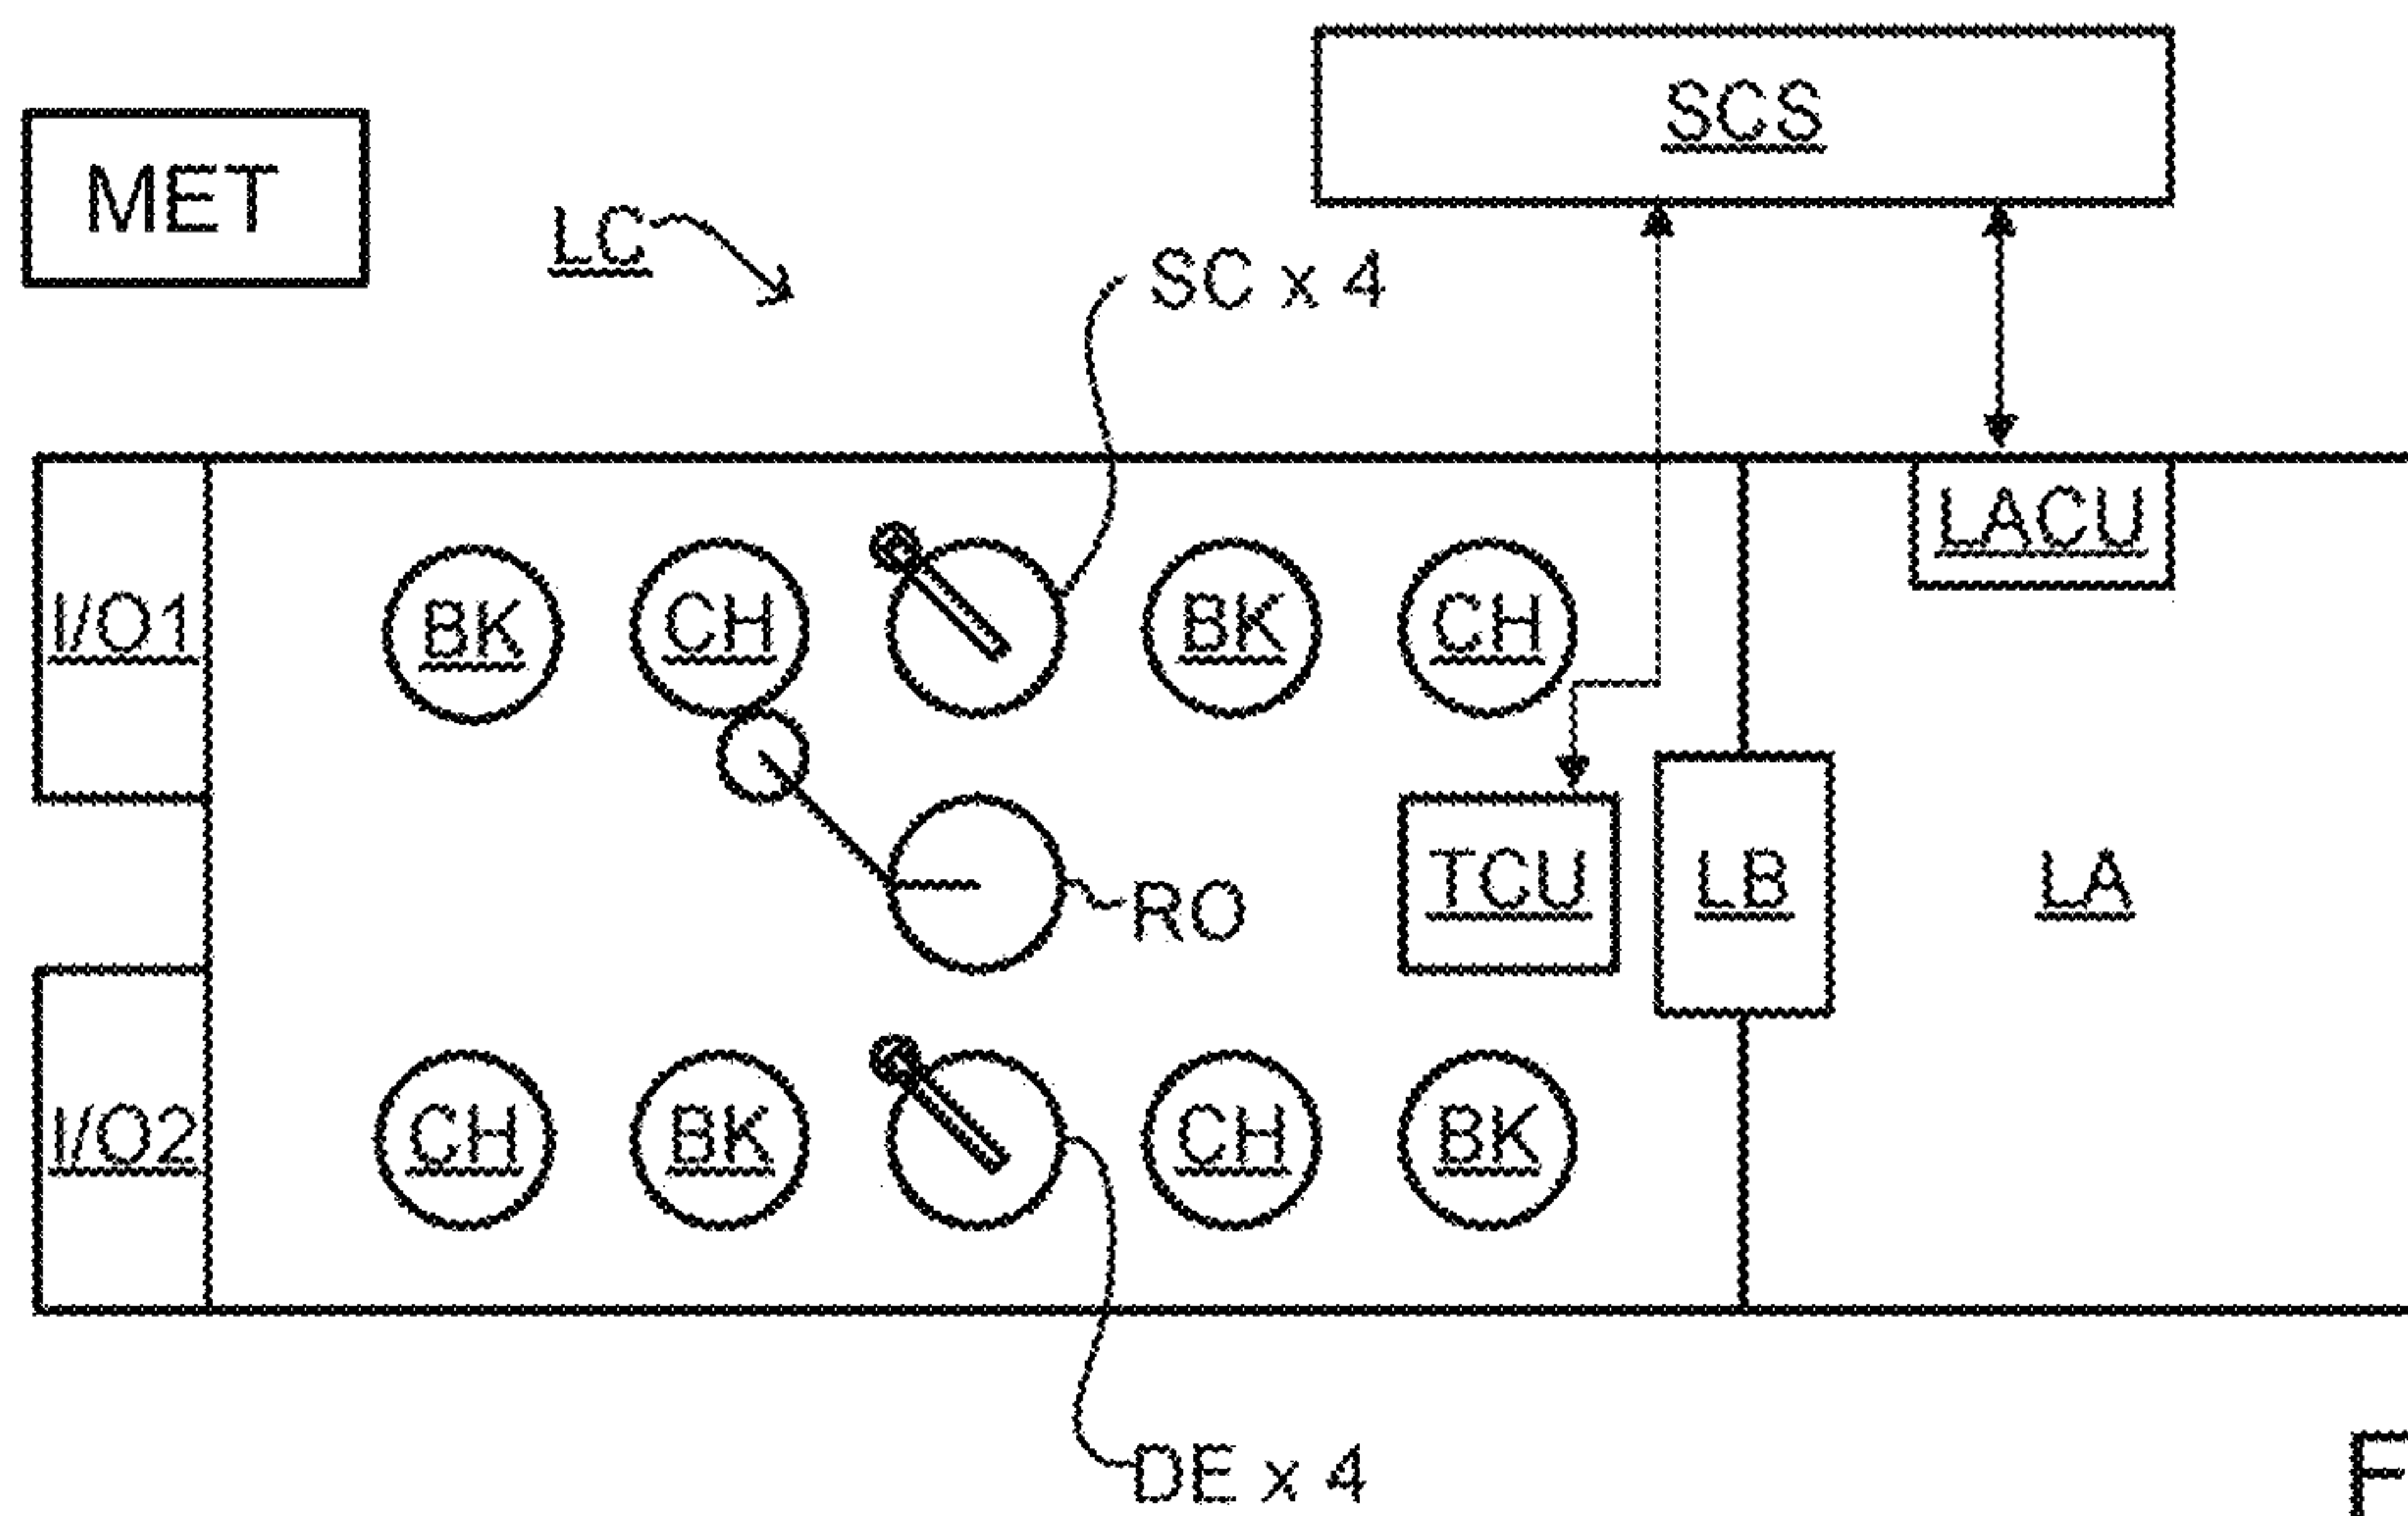 SCS
MET
LC
SC x 4
LACU
I/O1
BK
CH
BK
CH
TCU
LB
LA
RO
I/O2
CH
BK
CH
BK
DE x 4
F